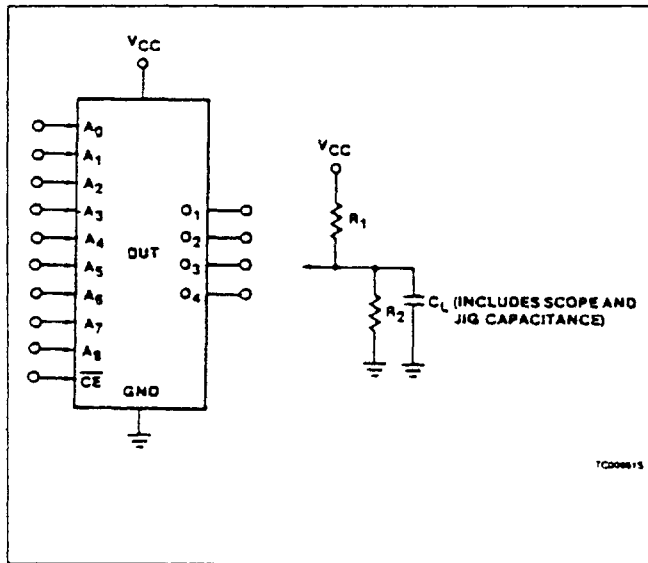 VCC
A0
A1
A2
A3
A4
A5
A6
A7
A8
CE
DUT
O1
O2
O3
O4
GND
VCC
R1
R2
CL (INCLUDES SCOPE AND
JIG CAPACITANCE)